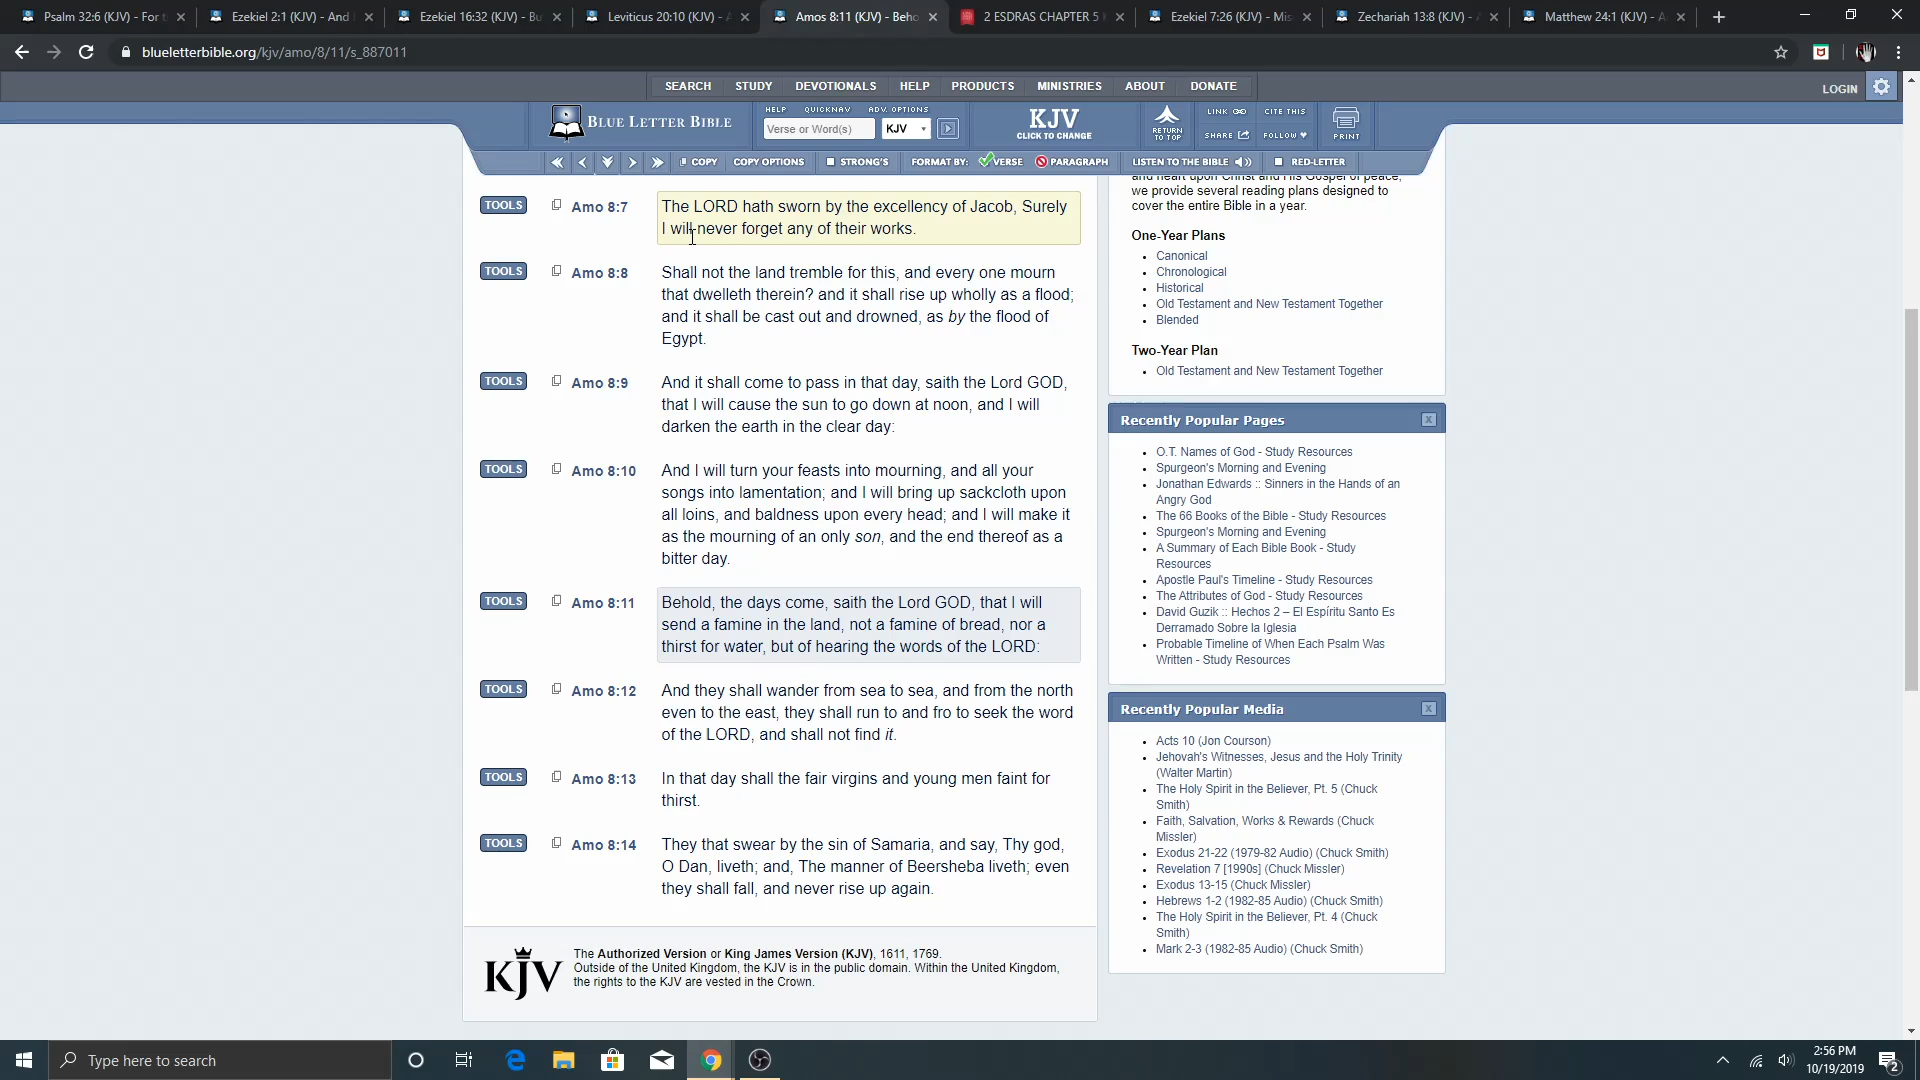 Psalm 32:6 (KJV) - For t
Ezekiel 2:1 (KJV) - And
Ezekiel 16:32 (KJV) - Bu
Leviticus 20:10 (KJV) - A
Amos 8:11 (KJV) - Beho
2 ESDRAS CHAPTER 5
Ezekiel 7:26 (KJV) - Mis
Zechariah 13:8 (KJV) - A
Matthew 24:1 (KJV) - A
blueletterbible.org/kjv/amo/8/11/s_887011
SEARCH STUDY DEVOTIONALS HELP PRODUCTS MINISTRIES ABOUT DONATE
LOGIN
BLUE LETTER BIBLE
HELP QUICKNAV ADV. OPTIONS
Verse or Word(s) KJV
KJV
CLICK TO CHANGE
RETURN
TO TOP
LINK CITE THIS
SHARE FOLLOW
PRINT
COPY COPY OPTIONS STRONG'S FORMAT BY: VERSE PARAGRAPH LISTEN TO THE BIBLE RED-LETTER
TOOLS Amo 8:7 The LORD hath sworn by the excellency of Jacob, Surely
I will never forget any of their works.
TOOLS Amo 8:8 Shall not the land tremble for this, and every one mourn
that dwelleth therein? and it shall rise up wholly as a flood;
and it shall be cast out and drowned, as by the flood of
Egypt.
TOOLS Amo 8:9 And it shall come to pass in that day, saith the Lord GOD,
that I will cause the sun to go down at noon, and I will
darken the earth in the clear day:
TOOLS Amo 8:10 And I will turn your feasts into mourning, and all your
songs into lamentation; and I will bring up sackcloth upon
all loins, and baldness upon every head; and I will make it
as the mourning of an only son, and the end thereof as a
bitter day.
TOOLS Amo 8:11 Behold, the days come, saith the Lord GOD, that I will
send a famine in the land, not a famine of bread, nor a
thirst for water, but of hearing the words of the LORD:
TOOLS Amo 8:12 And they shall wander from sea to sea, and from the north
even to the east, they shall run to and fro to seek the word
of the LORD, and shall not find it.
TOOLS Amo 8:13 In that day shall the fair virgins and young men faint for
thirst.
TOOLS Amo 8:14 They that swear by the sin of Samaria, and say, Thy god,
O Dan, liveth; and, The manner of Beersheba liveth; even
they shall fall, and never rise up again.
KJV
The Authorized Version or King James Version (KJV), 1611, 1769.
Outside of the United Kingdom, the KJV is in the public domain. Within the United Kingdom,
the rights to the KJV are vested in the Crown.
and heart upon Christ and His Gospel of peace,
we provide several reading plans designed to
cover the entire Bible in a year.
One-Year Plans
Canonical
Chronological
Historical
Old Testament and New Testament Together
Blended
Two-Year Plan
Old Testament and New Testament Together
Recently Popular Pages x
O.T. Names of God - Study Resources
Spurgeon's Morning and Evening
Jonathan Edwards :: Sinners in the Hands of an
Angry God
The 66 Books of the Bible - Study Resources
Spurgeon's Morning and Evening
A Summary of Each Bible Book - Study
Resources
Apostle Paul's Timeline - Study Resources
The Attributes of God - Study Resources
David Guzik :: Hechos 2 – El Espíritu Santo Es
Derramado Sobre la Iglesia
Probable Timeline of When Each Psalm Was
Written - Study Resources
Recently Popular Media x
Acts 10 (Jon Courson)
Jehovah's Witnesses, Jesus and the Holy Trinity
(Walter Martin)
The Holy Spirit in the Believer, Pt. 5 (Chuck
Smith)
Faith, Salvation, Works & Rewards (Chuck
Missler)
Exodus 21-22 (1979-82 Audio) (Chuck Smith)
Revelation 7 [1990s] (Chuck Missler)
Exodus 13-15 (Chuck Missler)
Hebrews 1-2 (1982-85 Audio) (Chuck Smith)
The Holy Spirit in the Believer, Pt. 4 (Chuck
Smith)
Mark 2-3 (1982-85 Audio) (Chuck Smith)
Type here to search
2:56 PM
10/19/2019
2